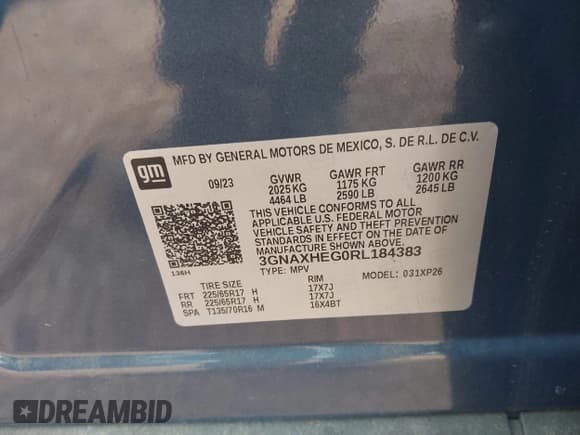 gm
MFD BY GENERAL MOTORS DE MEXICO, S. DE R.L. DE C.V.
09/23 GVWR GAWR FRT GAWR RR
2025 KG 1175 KG 1200 KG
4464 LB 2590 LB 2645 LB
THIS VEHICLE CONFORMS TO ALL
APPLICABLE U.S. FEDERAL MOTOR
VEHICLE SAFETY AND THEFT PREVENTION
STANDARDS IN EFFECT ON THE DATE OF
MANUFACTURE SHOWN ABOVE.
3GNAXHEG0RL184383
136H TYPE: MPV MODEL: 031XP26
TIRE SIZE RIM
FRT 225/65R17 H 17X7J
RR 225/65R17 H 17X7J
SPA T135/70R16 M 16X4BT
DREAMBID